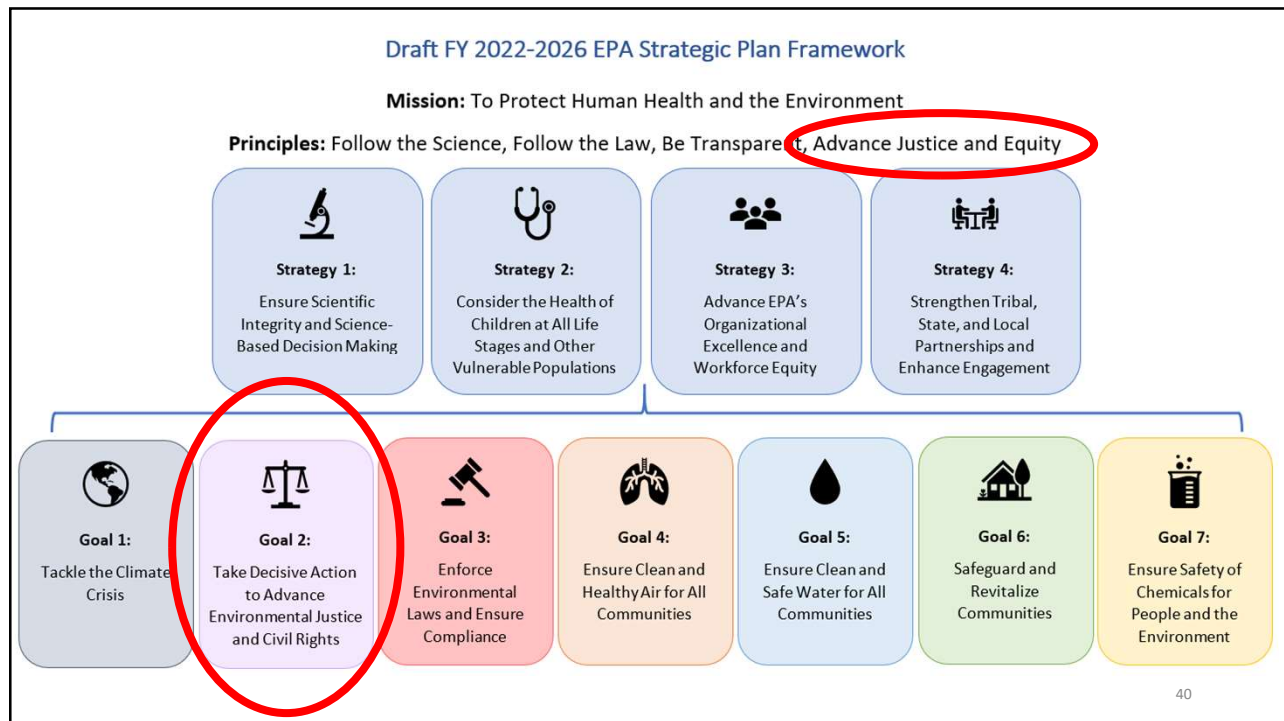 Draft FY 2022-2026 EPA Strategic Plan Framework
Mission: To Protect Human Health and the Environment
Principles: Follow the Science, Follow the Law, Be Transparent, Advance Justice and Equity
Strategy 1:
Ensure Scientific
Integrity and Science-
Based Decision Making
Strategy 2:
Consider the Health of
Children at All Life
Stages and Other
Vulnerable Populations
Strategy 3:
Advance EPA's
Organizational
Excellence and
Workforce Equity
Strategy 4:
Strengthen Tribal,
State, and Local
Partnerships and
Enhance Engagement
Goal 1:
Tackle the Climate
Crisis
Goal 2:
Take Decisive Action
to Advance
Environmental Justice
and Civil Rights
Goal 3:
Enforce
Environmental
Laws and Ensure
Compliance
Goal 4:
Ensure Clean and
Healthy Air for All
Communities
Goal 5:
Ensure Clean and
Safe Water for All
Communities
Goal 6:
Safeguard and
Revitalize
Communities
Goal 7:
Ensure Safety of
Chemicals for
People and the
Environment
40